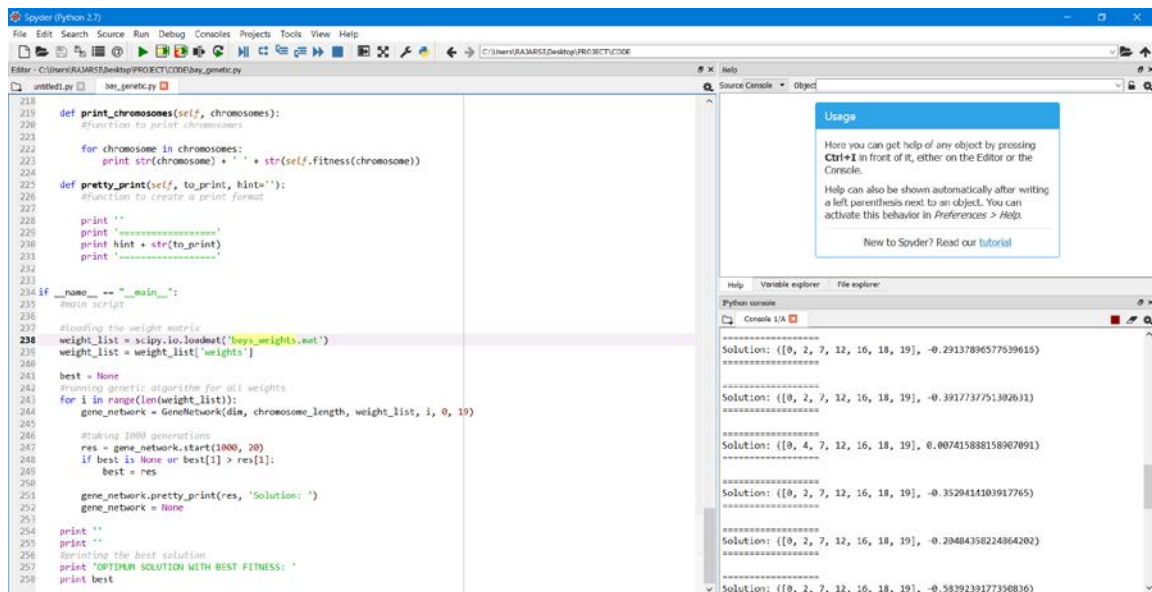 Spyder (Python 2.7)
File Edit Search Source Run Debug Consoles Projects Tools View Help
C:\Users\RAJARSI\Desktop\PROJECT\CODE
Editor - C:\Users\RAJARSI\Desktop\PROJECT\CODE\bay_genetic.py
untitled1.py bay_genetic.py
218
219 def print_chromosomes(self, chromosomes):
220 #function to print chromosomes
221
222 for chromosome in chromosomes:
223 print str(chromosome) + ' ' + str(self.fitness(chromosome))
224
225 def pretty_print(self, to_print, hint=''):
226 #function to create a print format
227
228 print ''
229 print '=================='
230 print hint + str(to_print)
231 print '=================='
232
233
234 if __name__ == "__main__":
235 #main script
236
237 #loading the weight matrix
238 weight_list = scipy.io.loadmat('bays_weights.mat')
239 weight_list = weight_list['weights']
240
241 best = None
242 #running genetic algorithm for all weights
243 for i in range(len(weight_list)):
244 gene_network = GeneNetwork(dim, chromosome_length, weight_list, i, 0, 19)
245
246 #taking 1000 generations
247 res = gene_network.start(1000, 20)
248 if best is None or best[1] > res[1]:
249 best = res
250
251 gene_network.pretty_print(res, 'Solution: ')
252 gene_network = None
253
254 print ''
255 print ''
256 #printing the best solution
257 print 'OPTIMUM SOLUTION WITH BEST FITNESS: '
258 print best
Help
Source Console Object
Usage
Here you can get help of any object by pressing
Ctrl+I in front of it, either on the Editor or the
Console.
Help can also be shown automatically after writing
a left parenthesis next to an object. You can
activate this behavior in Preferences > Help.
New to Spyder? Read our tutorial
Help Variable explorer File explorer
IPython console
Console 1/A
==================
Solution: ([0, 2, 7, 12, 16, 18, 19], -0.29137896577639616)
==================
==================
Solution: ([0, 2, 7, 12, 16, 18, 19], -0.3917737751302631)
==================
==================
Solution: ([0, 4, 7, 12, 16, 18, 19], 0.007415888158907091)
==================
==================
Solution: ([0, 2, 7, 12, 16, 18, 19], -0.3529414103917765)
==================
==================
Solution: ([0, 2, 7, 12, 16, 18, 19], -0.20484358224864202)
==================
==================
Solution: ([0, 2, 7, 12, 16, 18, 19], -0.5839239177350836)